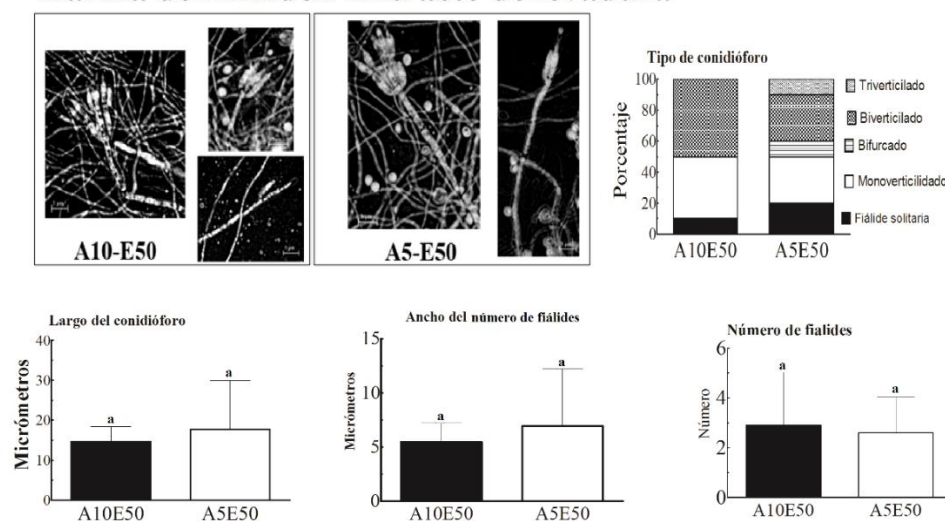 A10-E50
A5-E50
Tipo de conidióforo
Porcentaje
100
80
60
40
20
0
A10E50
A5E50
Triverticilado
Biverticilado
Bifurcado
Monoverticilidado
Fiálide solitaria
Largo del conidióforo
Micrómetros
40
30
20
10
0
A10E50
A5E50
a
a
Ancho del número de fiálides
Micrómetros
15
10
5
0
A10E50
A5E50
a
a
Número de fialides
Número
6
4
2
0
A10E50
A5E50
a
a